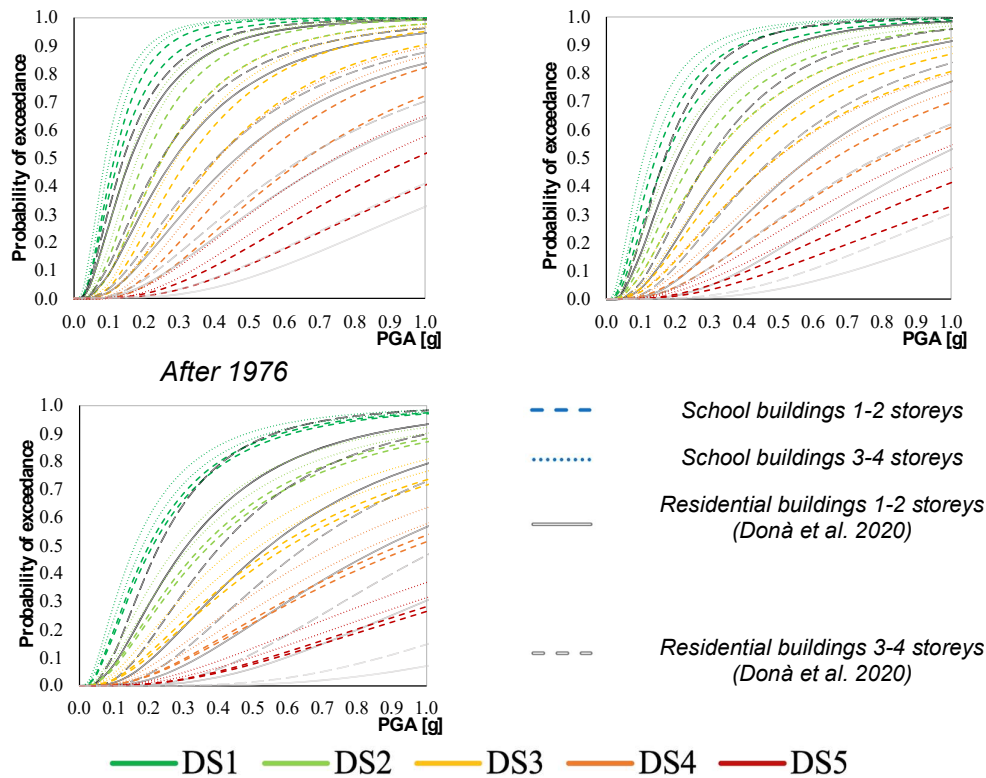 Probability of exceedance
1.0
0.9
0.8
0.7
0.6
0.5
0.4
0.3
0.2
0.1
0.0
0.0 0.1 0.2 0.3 0.4 0.5 0.6 0.7 0.8 0.9 1.0
PGA [g]
Probability of exceedance
1.0
0.9
0.8
0.7
0.6
0.5
0.4
0.3
0.2
0.1
0.0
0.0 0.1 0.2 0.3 0.4 0.5 0.6 0.7 0.8 0.9 1.0
PGA [g]
After 1976
Probability of exceedance
1.0
0.9
0.8
0.7
0.6
0.5
0.4
0.3
0.2
0.1
0.0
0.0 0.1 0.2 0.3 0.4 0.5 0.6 0.7 0.8 0.9 1.0
PGA [g]
School buildings 1-2 storeys
School buildings 3-4 storeys
Residential buildings 1-2 storeys
(Donà et al. 2020)
Residential buildings 3-4 storeys
(Donà et al. 2020)
DS1 DS2 DS3 DS4 DS5